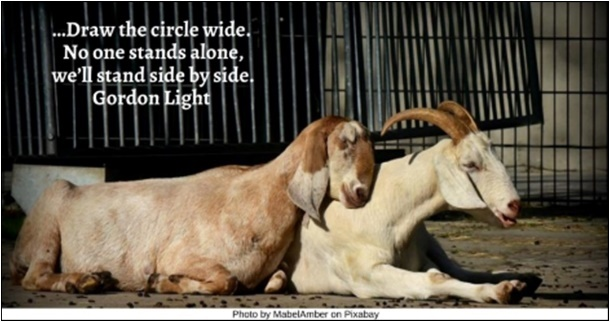 ...Draw the circle wide.
No one stands alone,
we'll stand side by side.
Gordon Light
Photo by MabelAmber on Pixabay